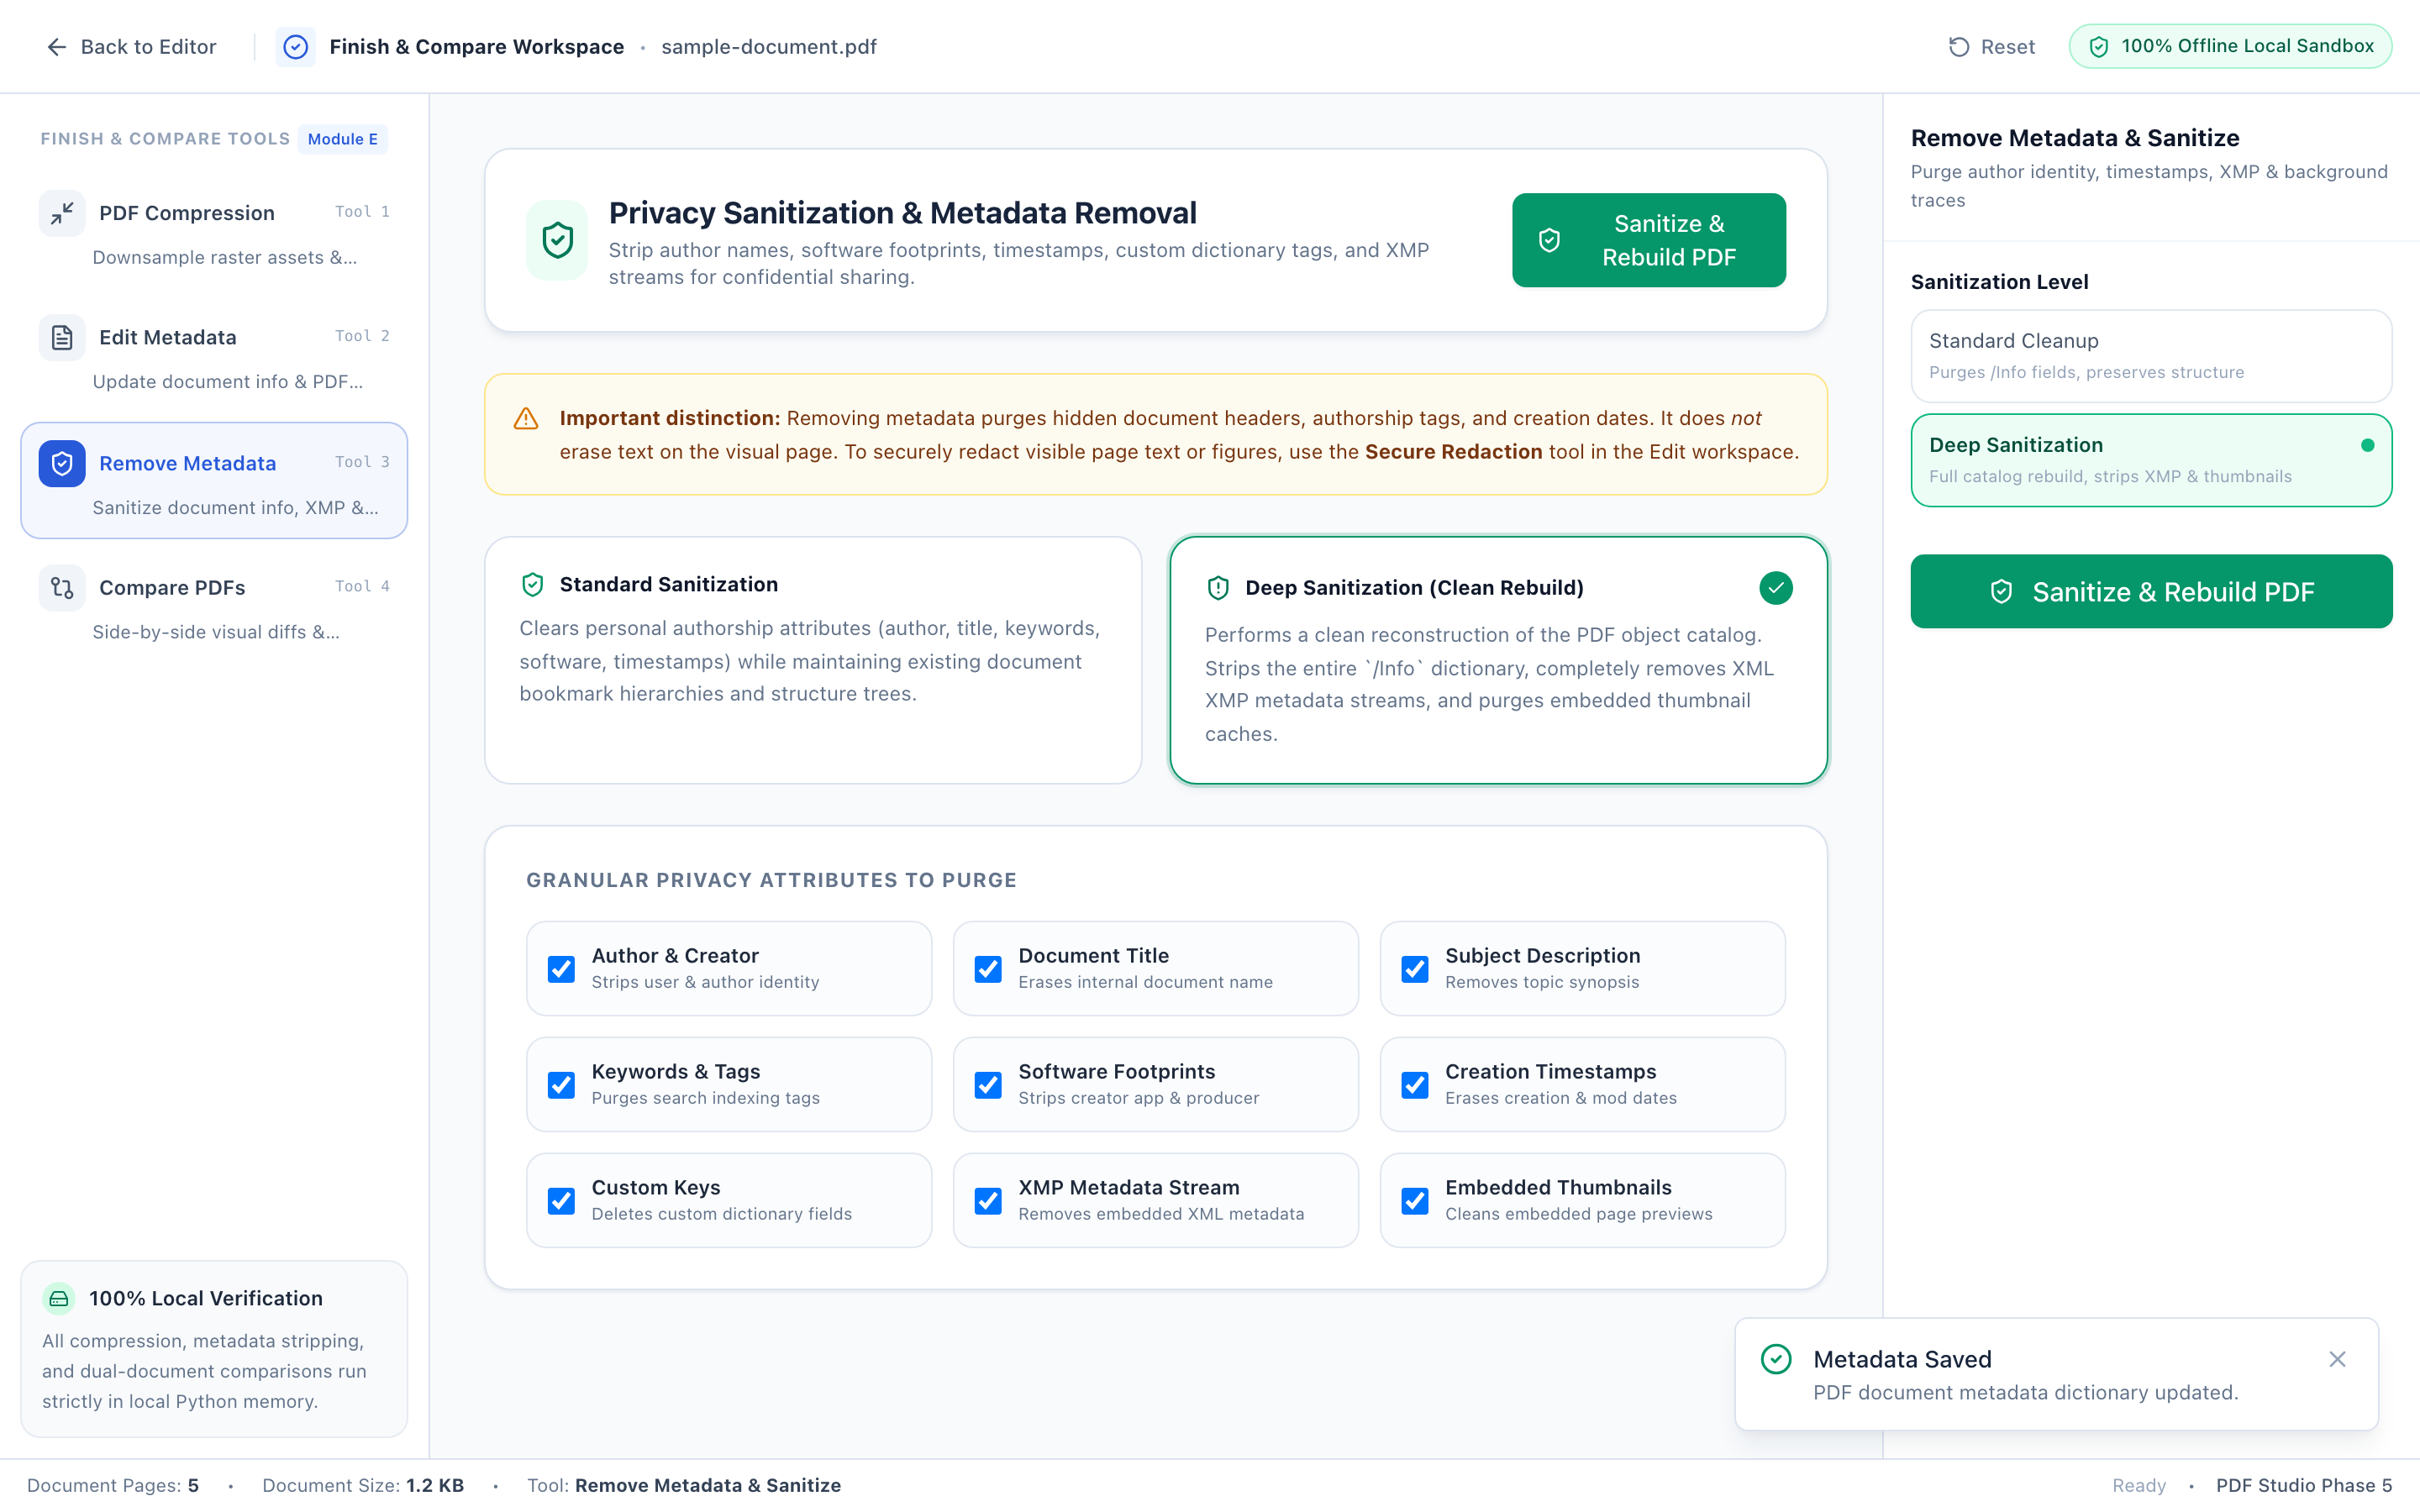 Back to Editor
Finish & Compare Workspace • sample-document.pdf
Reset
100% Offline Local Sandbox
FINISH & COMPARE TOOLS Module E
PDF Compression Tool 1
Downsample raster assets &...
Edit Metadata Tool 2
Update document info & PDF...
Remove Metadata Tool 3
Sanitize document info, XMP &...
Compare PDFs Tool 4
Side-by-side visual diffs &...
100% Local Verification
All compression, metadata stripping,
and dual-document comparisons run
strictly in local Python memory.
Privacy Sanitization & Metadata Removal
Strip author names, software footprints, timestamps, custom dictionary tags, and XMP
streams for confidential sharing.
Sanitize &
Rebuild PDF
Important distinction: Removing metadata purges hidden document headers, authorship tags, and creation dates. It does not
erase text on the visual page. To securely redact visible page text or figures, use the Secure Redaction tool in the Edit workspace.
Standard Sanitization
Clears personal authorship attributes (author, title, keywords,
software, timestamps) while maintaining existing document
bookmark hierarchies and structure trees.
Deep Sanitization (Clean Rebuild)
Performs a clean reconstruction of the PDF object catalog.
Strips the entire `/Info` dictionary, completely removes XML
XMP metadata streams, and purges embedded thumbnail
caches.
GRANULAR PRIVACY ATTRIBUTES TO PURGE
Author & Creator
Strips user & author identity
Document Title
Erases internal document name
Subject Description
Removes topic synopsis
Keywords & Tags
Purges search indexing tags
Software Footprints
Strips creator app & producer
Creation Timestamps
Erases creation & mod dates
Custom Keys
Deletes custom dictionary fields
XMP Metadata Stream
Removes embedded XML metadata
Embedded Thumbnails
Cleans embedded page previews
Remove Metadata & Sanitize
Purge author identity, timestamps, XMP & background
traces
Sanitization Level
Standard Cleanup
Purges /Info fields, preserves structure
Deep Sanitization
Full catalog rebuild, strips XMP & thumbnails
Sanitize & Rebuild PDF
Metadata Saved
PDF document metadata dictionary updated.
Document Pages: 5 • Document Size: 1.2 KB • Tool: Remove Metadata & Sanitize
Ready • PDF Studio Phase 5